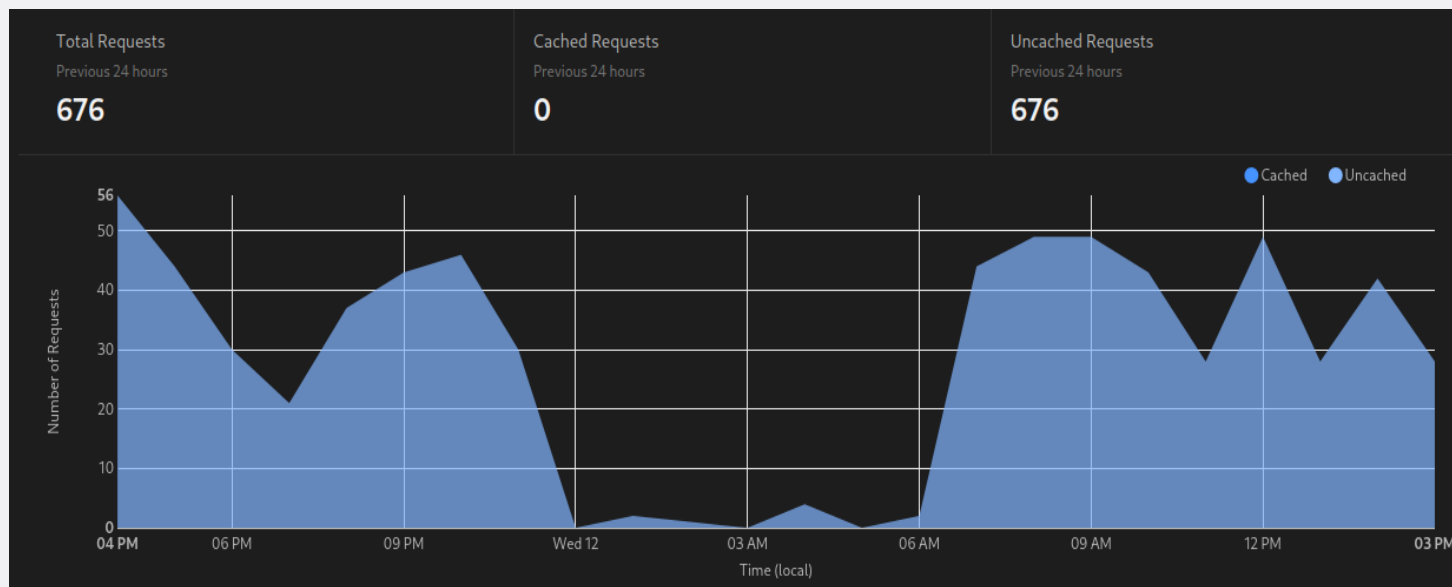 Total Requests
Previous 24 hours
676
Cached Requests
Previous 24 hours
0
Uncached Requests
Previous 24 hours
676
Cached Uncached
Number of Requests
56
50
40
30
20
10
0
04 PM 06 PM 09 PM Wed 12 03 AM 06 AM 09 AM 12 PM 03 PM
Time (local)